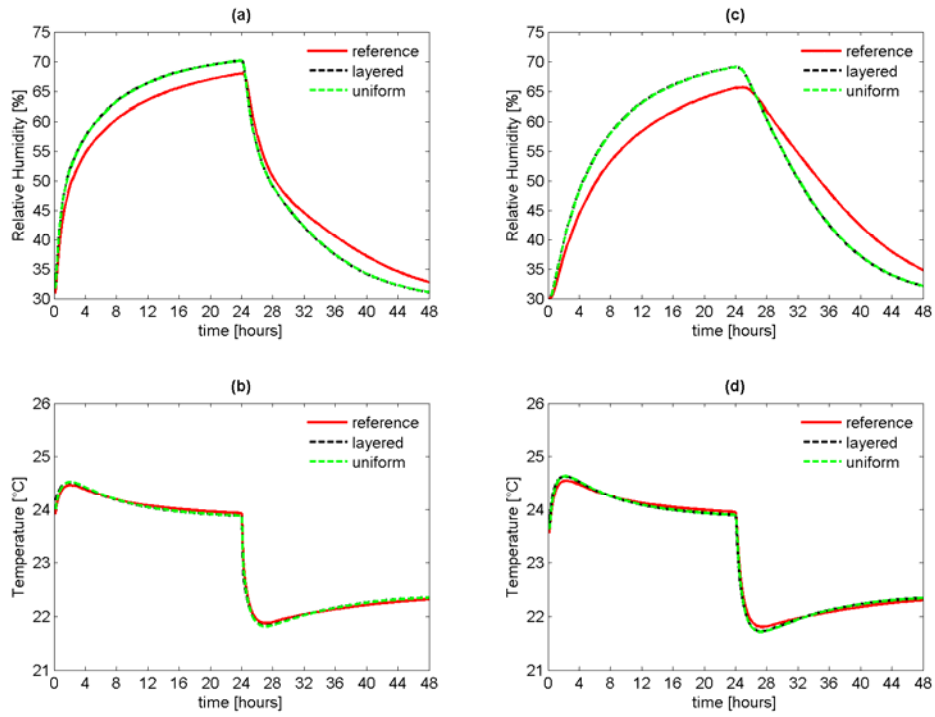 (a)
75
70
65
60
55
50
45
40
35
30
Relative Humidity [%]
reference
layered
uniform
0 4 8 12 16 20 24 28 32 36 40 44 48
time [hours]
(c)
75
70
65
60
55
50
45
40
35
30
Relative Humidity [%]
reference
layered
uniform
0 4 8 12 16 20 24 28 32 36 40 44 48
time [hours]
(b)
26
25
24
23
22
21
Temperature [°C]
reference
layered
uniform
0 4 8 12 16 20 24 28 32 36 40 44 48
time [hours]
(d)
26
25
24
23
22
21
Temperature [°C]
reference
layered
uniform
0 4 8 12 16 20 24 28 32 36 40 44 48
time [hours]